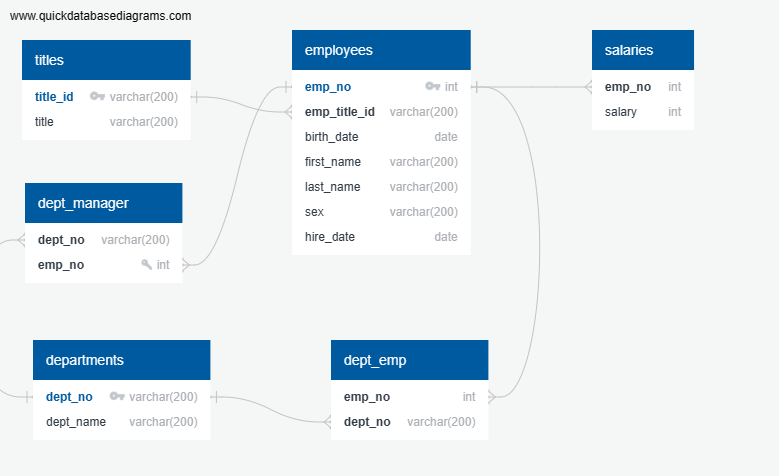 www.quickdatabasediagrams.com
titles
title_id varchar(200)
title varchar(200)
employees
emp_no int
emp_title_id varchar(200)
birth_date date
first_name varchar(200)
last_name varchar(200)
sex varchar(200)
hire_date date
salaries
emp_no int
salary int
dept_manager
dept_no varchar(200)
emp_no int
departments
dept_no varchar(200)
dept_name varchar(200)
dept_emp
emp_no int
dept_no varchar(200)